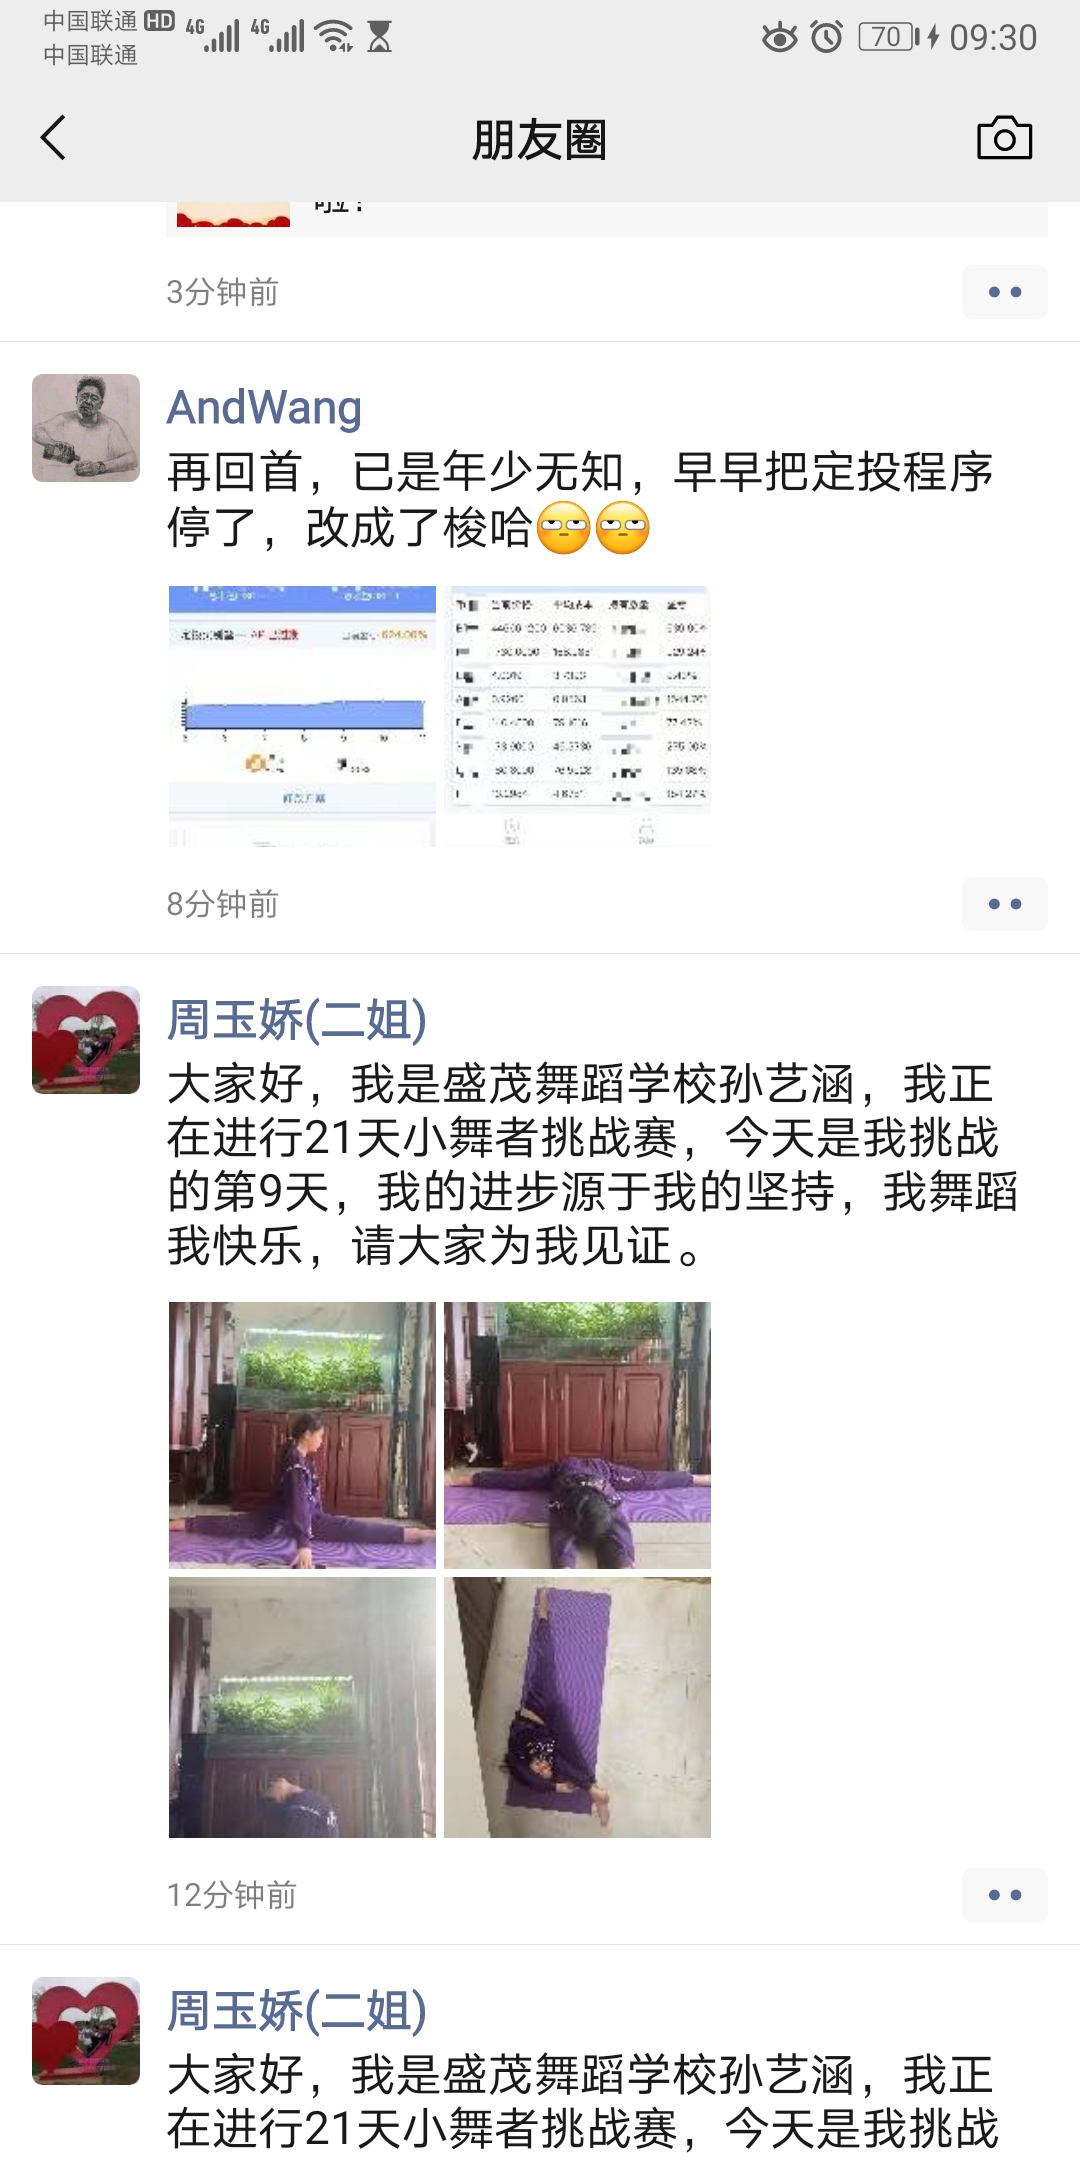 中国联通 HD 4G 4G 70 09:30
中国联通
朋友圈
啦!
3分钟前
AndWang
再回首，已是年少无知，早早把定投程序
停了，改成了梭哈🙄🙄
624.00%
8分钟前
周玉娇(二姐)
大家好，我是盛茂舞蹈学校孙艺涵，我正
在进行21天小舞者挑战赛，今天是我挑战
的第9天，我的进步源于我的坚持，我舞蹈
我快乐，请大家为我见证。
12分钟前
周玉娇(二姐)
大家好，我是盛茂舞蹈学校孙艺涵，我正
在进行21天小舞者挑战赛，今天是我挑战